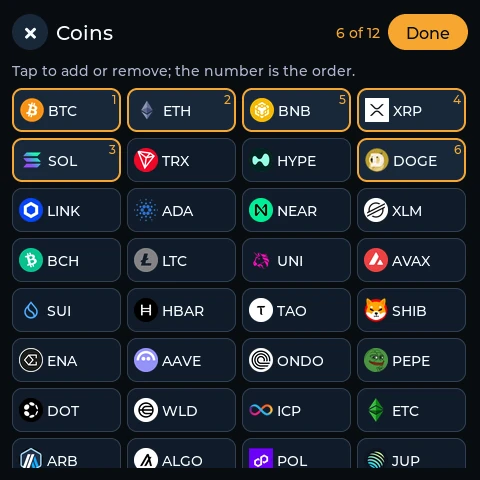 Coins
6 of 12
Done
Tap to add or remove; the number is the order.
BTC 1
ETH 2
BNB 5
XRP 4
SOL 3
TRX
HYPE
DOGE 6
LINK
ADA
NEAR
XLM
BCH
LTC
UNI
AVAX
SUI
HBAR
TAO
SHIB
ENA
AAVE
ONDO
PEPE
DOT
WLD
ICP
ETC
ARB
ALGO
POL
JUP